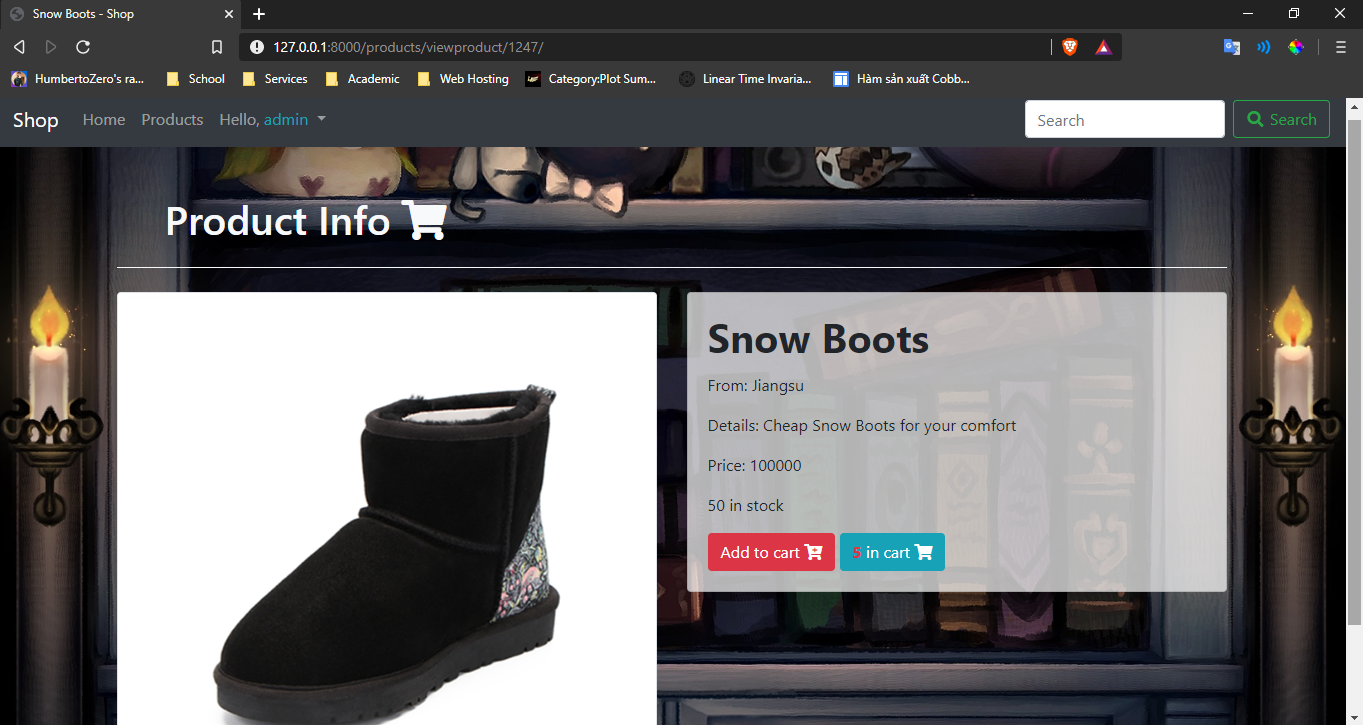 Snow Boots - Shop
127.0.0.1:8000/products/viewproduct/1247/
HumbertoZero's ra... School Services Academic Web Hosting Category:Plot Sum... Linear Time Invaria... Hàm sản xuất Cobb...
Shop Home Products Hello, admin Search Search
Product Info
Snow Boots
From: Jiangsu
Details: Cheap Snow Boots for your comfort
Price: 100000
50 in stock
Add to cart 5 in cart